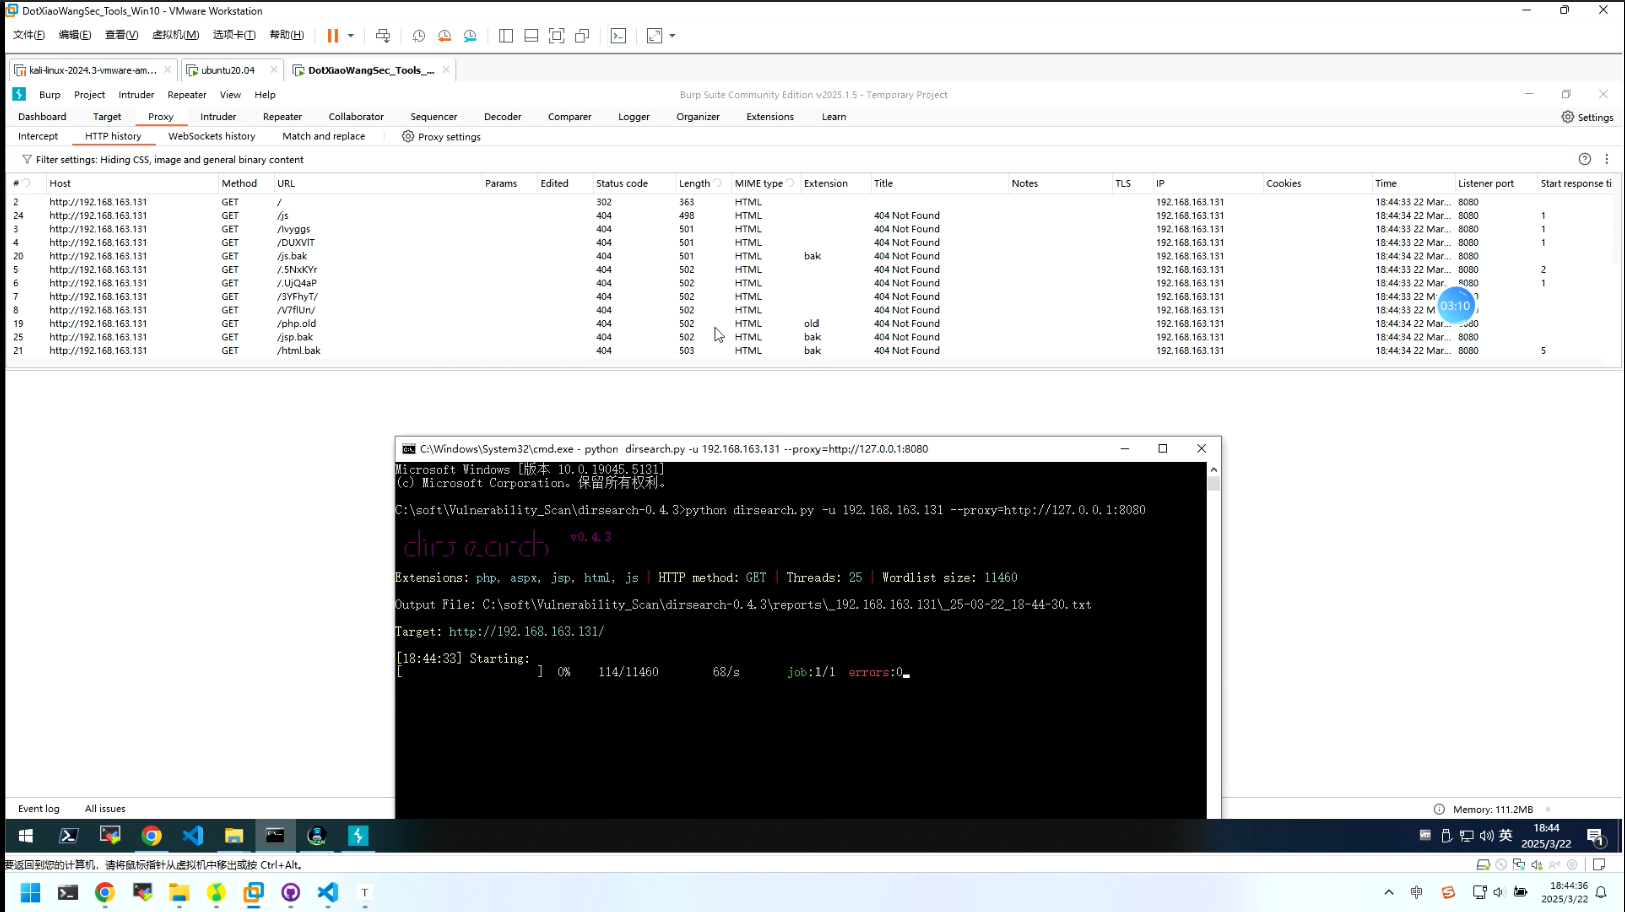 DotXiaoWangSec_Tools_Win10 - VMware Workstation
文件(F) 编辑(E) 查看(V) 虚拟机(M) 选项卡(T) 帮助(H)
kali-linux-2024.3-vmware-am... ubuntu20.04 DotXiaoWangSec_Tools_...
Burp Project Intruder Repeater View Help Burp Suite Community Edition v2025.1.5 - Temporary Project
Dashboard Target Proxy Intruder Repeater Collaborator Sequencer Decoder Comparer Logger Organizer Extensions Learn Settings
Intercept HTTP history WebSockets history Match and replace Proxy settings
Filter settings: Hiding CSS, image and general binary content
# Host Method URL Params Edited Status code Length MIME type Extension Title Notes TLS IP Cookies Time Listener port Start response ti
2 http://192.168.163.131 GET / 302 363 HTML 192.168.163.131 18:44:33 22 Mar... 8080
24 http://192.168.163.131 GET /js 404 498 HTML 404 Not Found 192.168.163.131 18:44:34 22 Mar... 8080 1
3 http://192.168.163.131 GET /lvyggs 404 501 HTML 404 Not Found 192.168.163.131 18:44:33 22 Mar... 8080 1
4 http://192.168.163.131 GET /DUXVlT 404 501 HTML 404 Not Found 192.168.163.131 18:44:33 22 Mar... 8080 1
20 http://192.168.163.131 GET /js.bak 404 501 HTML bak 404 Not Found 192.168.163.131 18:44:34 22 Mar... 8080
5 http://192.168.163.131 GET /.5NxKYr 404 502 HTML 404 Not Found 192.168.163.131 18:44:33 22 Mar... 8080 2
6 http://192.168.163.131 GET /.UjQ4aP 404 502 HTML 404 Not Found 192.168.163.131 18:44:33 22 Mar... 8080 1
7 http://192.168.163.131 GET /3YFhyT/ 404 502 HTML 404 Not Found 192.168.163.131 18:44:33 22 M
8 http://192.168.163.131 GET /V7flUn/ 404 502 HTML 404 Not Found 192.168.163.131 18:44:33 22 M
03:10
19 http://192.168.163.131 GET /php.old 404 502 HTML old 404 Not Found 192.168.163.131 18:44:34 22 Mar...
25 http://192.168.163.131 GET /jsp.bak 404 502 HTML bak 404 Not Found 192.168.163.131 18:44:34 22 Mar... 8080
21 http://192.168.163.131 GET /html.bak 404 503 HTML bak 404 Not Found 192.168.163.131 18:44:34 22 Mar... 8080 5
C:\Windows\System32\cmd.exe - python dirsearch.py -u 192.168.163.131 --proxy=http://127.0.0.1:8080
Microsoft Windows [版本 10.0.19045.5131]
(c) Microsoft Corporation。保留所有权利。
C:\soft\Vulnerability_Scan\dirsearch-0.4.3>python dirsearch.py -u 192.168.163.131 --proxy=http://127.0.0.1:8080
dirsearch v0.4.3
Extensions: php, aspx, jsp, html, js | HTTP method: GET | Threads: 25 | Wordlist size: 11460
Output File: C:\soft\Vulnerability_Scan\dirsearch-0.4.3\reports\_192.168.163.131\_25-03-22_18-44-30.txt
Target: http://192.168.163.131/
[18:44:33] Starting:
[ ] 0% 114/11460 68/s job:1/1 errors:0
Event log All issues Memory: 111.2MB
英 18:44
2025/3/22
要返回到您的计算机，请将鼠标指针从虚拟机中移出或按 Ctrl+Alt。
中 18:44:36
2025/3/22